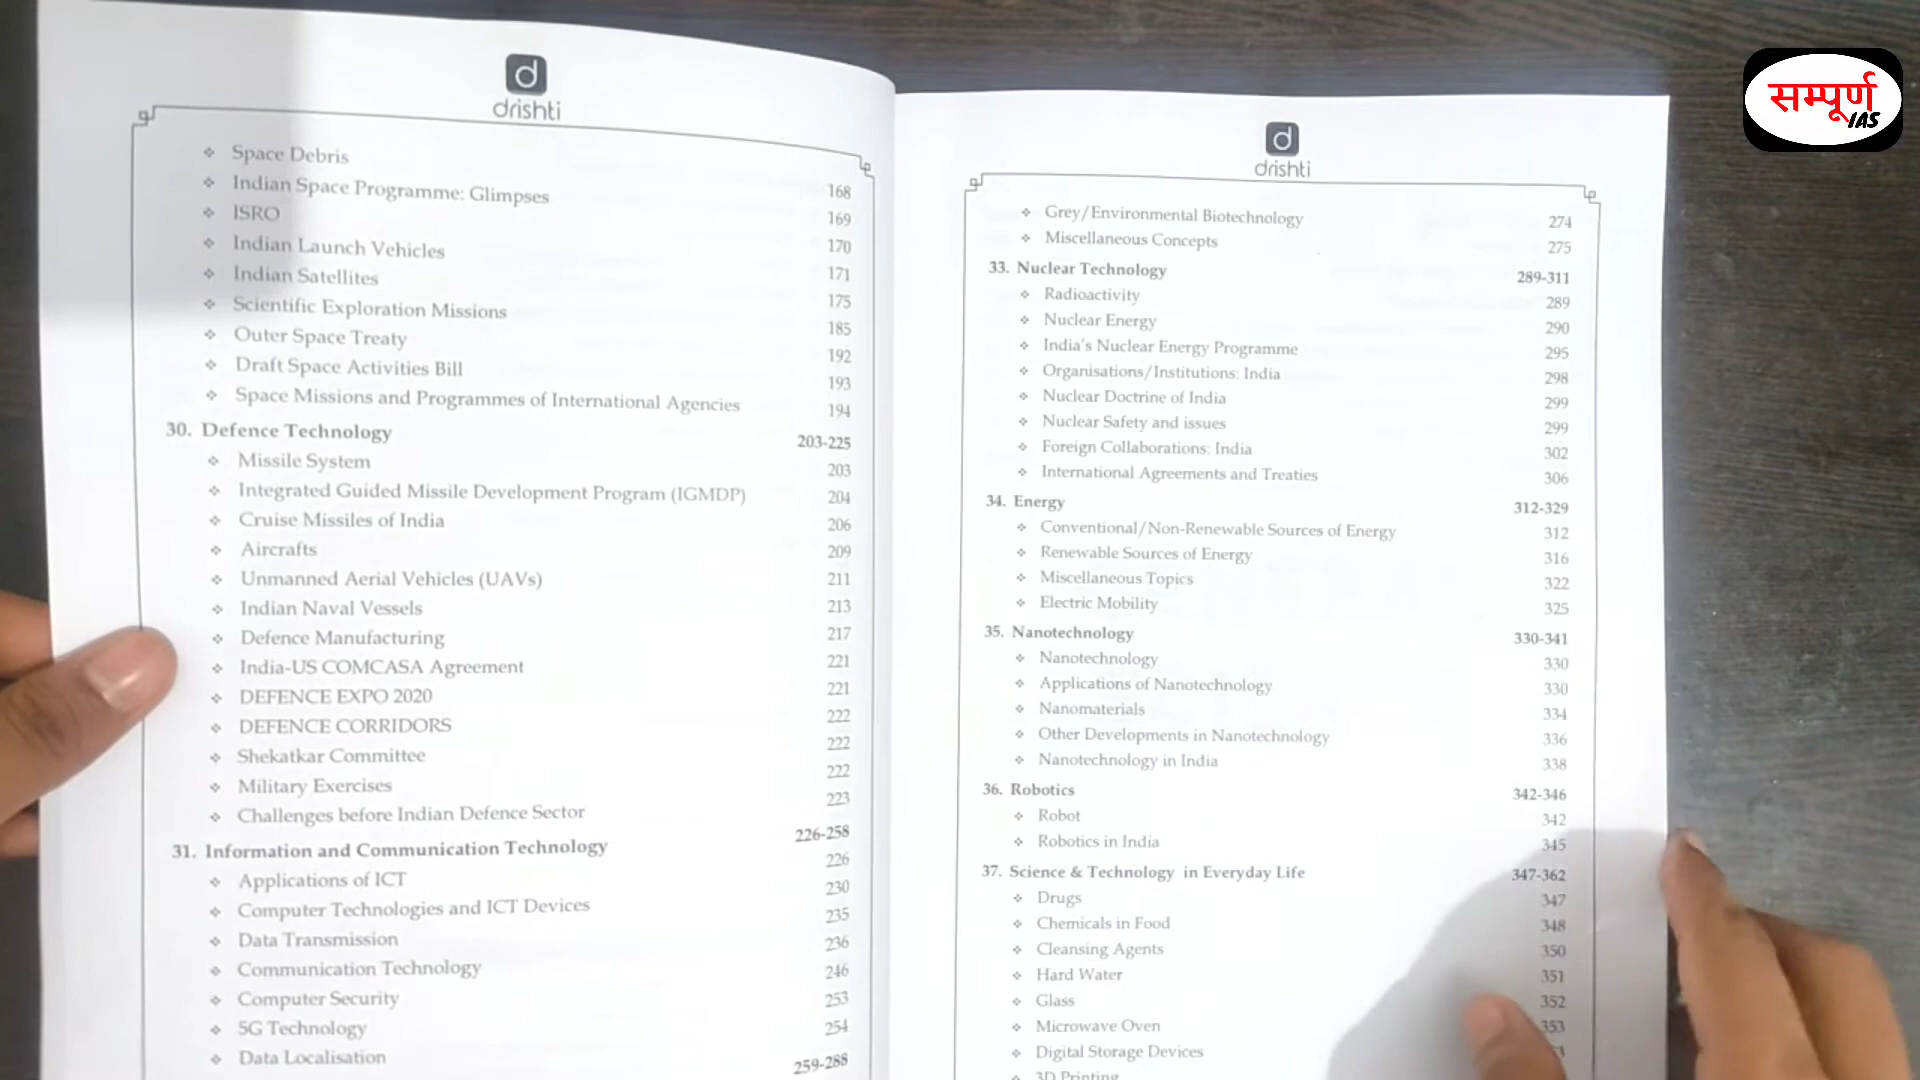 drishti
❖ Space Debris 168
❖ Indian Space Programme: Glimpses 169
❖ ISRO 170
❖ Indian Launch Vehicles 171
❖ Indian Satellites 175
❖ Scientific Exploration Missions 185
❖ Outer Space Treaty 192
❖ Draft Space Activities Bill 193
❖ Space Missions and Programmes of International Agencies 194
30. Defence Technology 203-225
❖ Missile System 203
❖ Integrated Guided Missile Development Program (IGMDP) 204
❖ Cruise Missiles of India 206
❖ Aircrafts 209
❖ Unmanned Aerial Vehicles (UAVs) 211
❖ Indian Naval Vessels 213
❖ Defence Manufacturing 217
❖ India-US COMCASA Agreement 221
❖ DEFENCE EXPO 2020 221
❖ DEFENCE CORRIDORS 222
❖ Shekatkar Committee 222
❖ Military Exercises 222
❖ Challenges before Indian Defence Sector 223
31. Information and Communication Technology 226-258
❖ Applications of ICT 226
❖ Computer Technologies and ICT Devices 230
❖ Data Transmission 235
❖ Communication Technology 236
❖ Computer Security 246
❖ 5G Technology 253
❖ Data Localisation 254
259-288
drishti
❖ Grey/Environmental Biotechnology 274
❖ Miscellaneous Concepts 275
33. Nuclear Technology 289-311
❖ Radioactivity 289
❖ Nuclear Energy 290
❖ India's Nuclear Energy Programme 295
❖ Organisations/Institutions: India 298
❖ Nuclear Doctrine of India 299
❖ Nuclear Safety and issues 299
❖ Foreign Collaborations: India 302
❖ International Agreements and Treaties 306
34. Energy 312-329
❖ Conventional/Non-Renewable Sources of Energy 312
❖ Renewable Sources of Energy 316
❖ Miscellaneous Topics 322
❖ Electric Mobility 325
35. Nanotechnology 330-341
❖ Nanotechnology 330
❖ Applications of Nanotechnology 330
❖ Nanomaterials 334
❖ Other Developments in Nanotechnology 336
❖ Nanotechnology in India 338
36. Robotics 342-346
❖ Robot 342
❖ Robotics in India 345
37. Science & Technology in Everyday Life 347-362
❖ Drugs 347
❖ Chemicals in Food 348
❖ Cleansing Agents 350
❖ Hard Water 351
❖ Glass 352
❖ Microwave Oven 353
❖ Digital Storage Devices
❖ 3D Printing
सम्पूर्ण
IAS